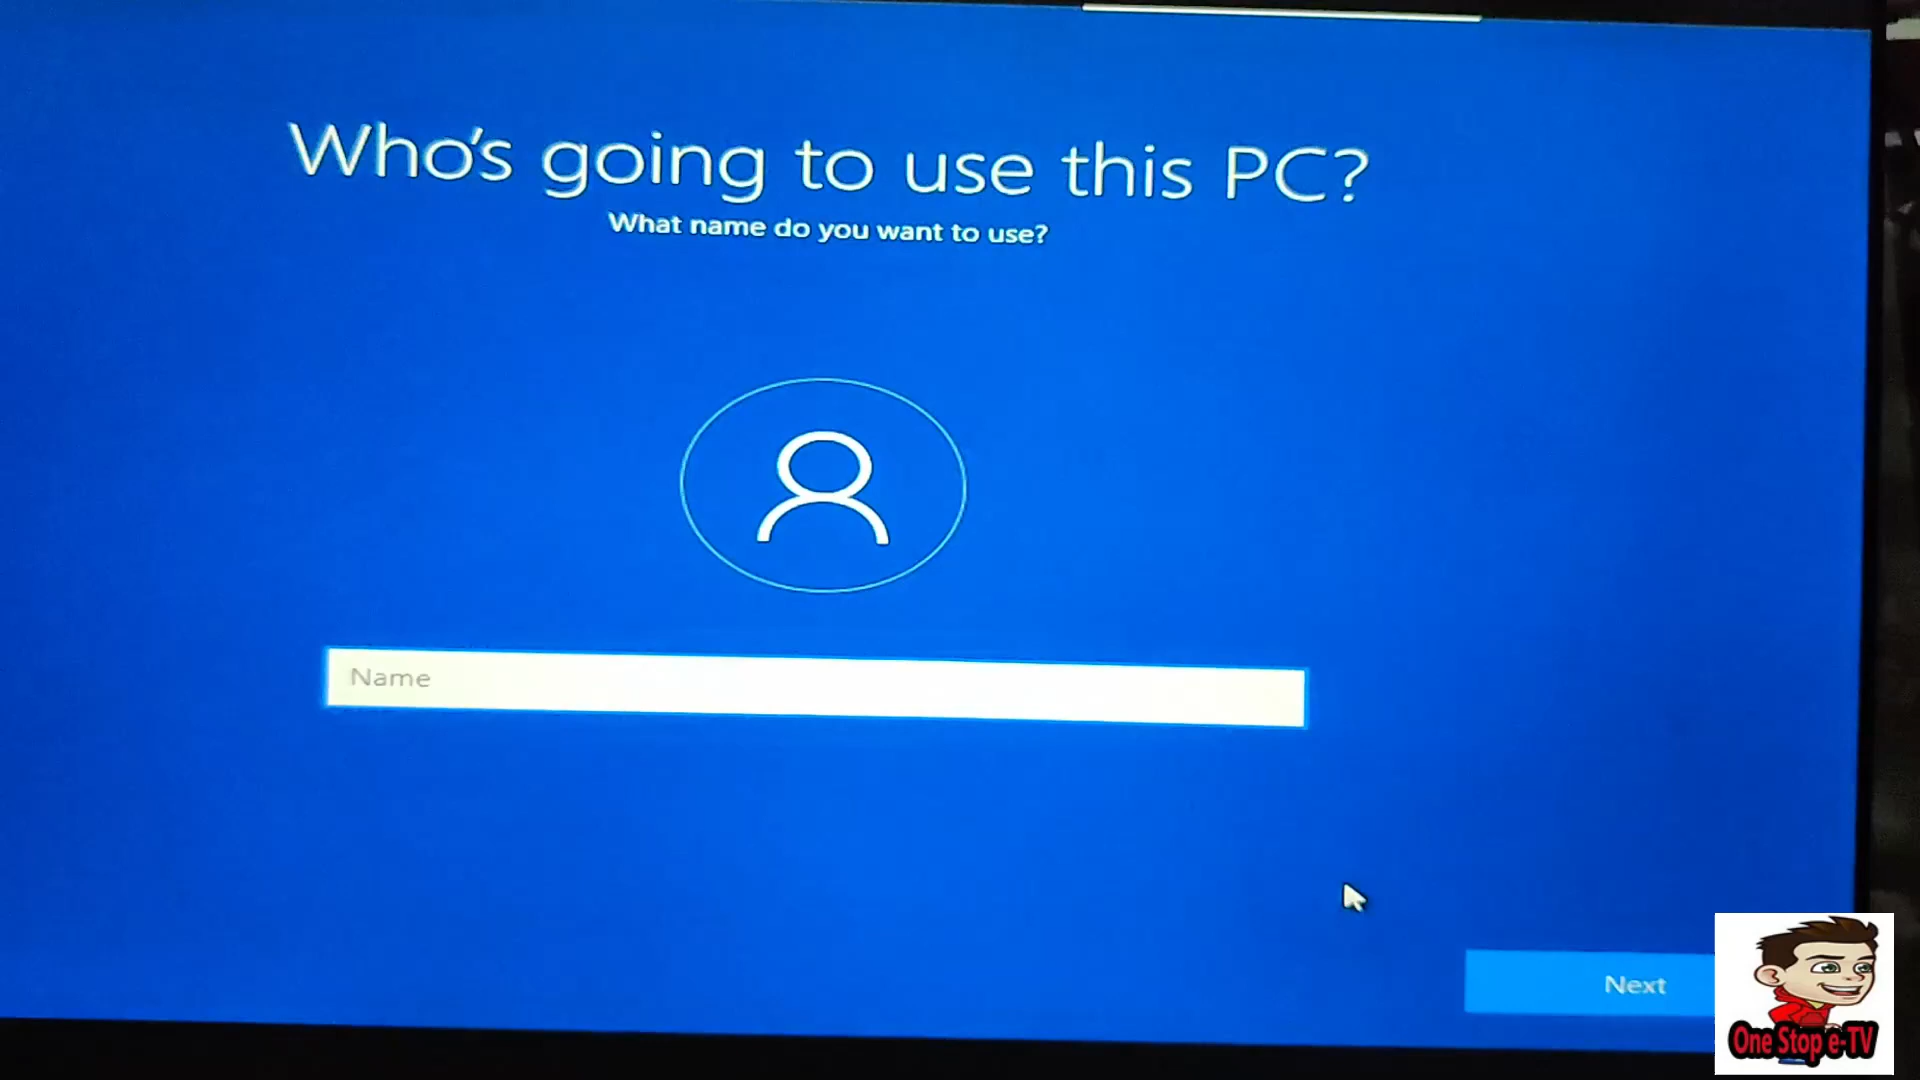 Who's going to use this PC?
What name do you want to use?
Name
Next
One Stop e-TV